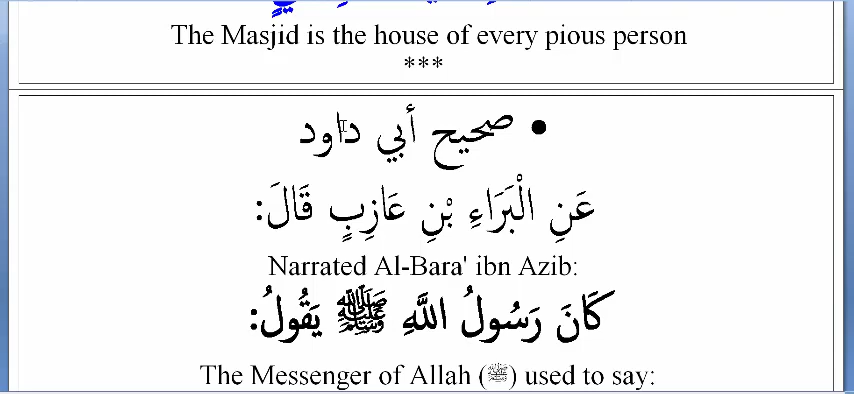 The Masjid is the house of every pious person
***
• صحيح أبي داود
عَنِ الْبَرَاءِ بْنِ عَازِبٍ قَالَ:
Narrated Al-Bara' ibn Azib:
كَانَ رَسُولُ اللَّهِ ﷺ يَقُولُ:
The Messenger of Allah (ﷺ) used to say: